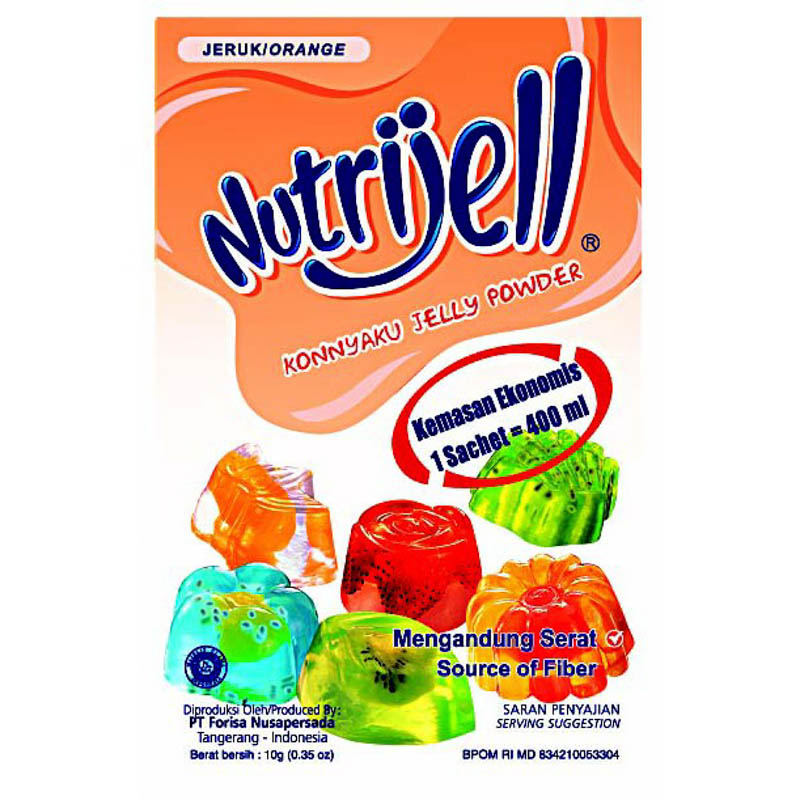 JERUK/ORANGE
Nutrijell®
KONNYAKU JELLY POWDER
Kemasan Ekonomis
1 Sachet = 400 ml
Mengandung Serat
Source of Fiber
SARAN PENYAJIAN
SERVING SUGGESTION
Diproduksi Oleh/Produced By:
PT Forisa Nusapersada
Tangerang - Indonesia
Berat bersih : 10g (0.35 oz)
BPOM RI MD 834210053304